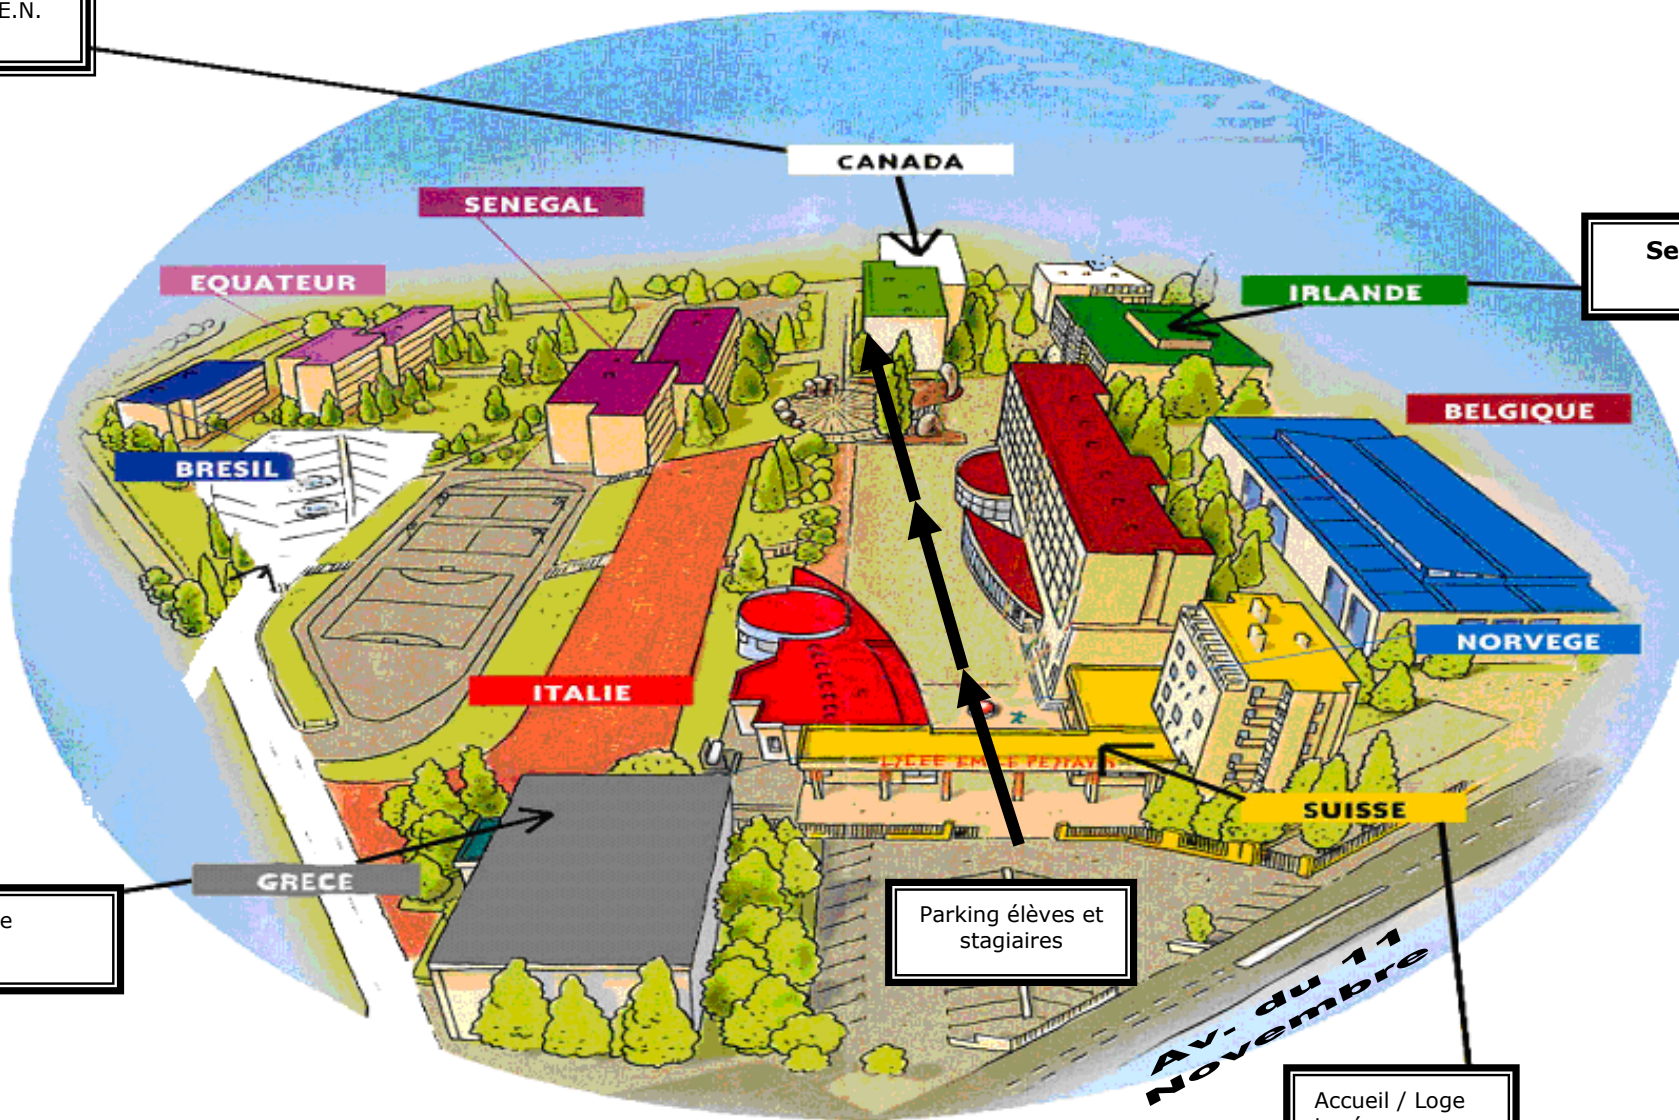 E.N.
CANADA
SENEGAL
EQUATEUR
IRLANDE
BELGIQUE
BRESIL
NORVEGE
ITALIE
LYCEE
SUISSE
GRECE
Parking élèves et
stagiaires
Av. du 11
Novembre
Accueil / Loge